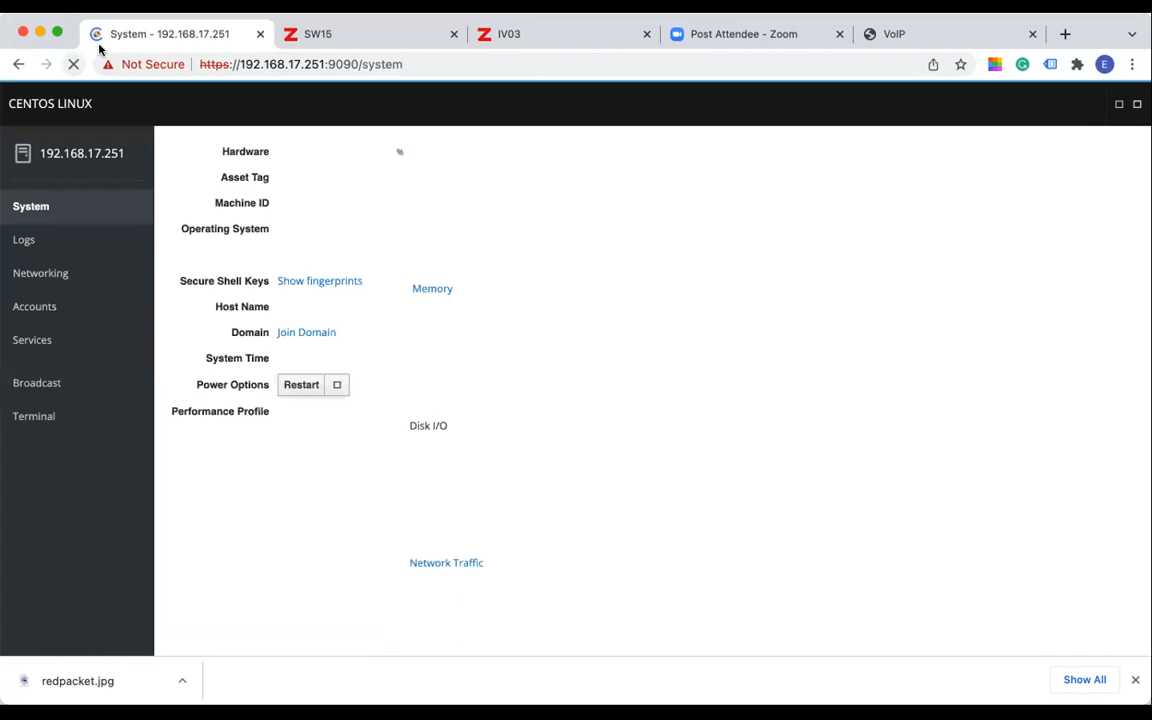 System - 192.168.17.251
SW15
IV03
Post Attendee - Zoom
VoIP
Not Secure
https://192.168.17.251:9090/system
E
CENTOS LINUX
192.168.17.251
System
Logs
Networking
Accounts
Services
Broadcast
Terminal
Hardware
%
Asset Tag
Machine ID
Operating System
Secure Shell Keys Show fingerprints
Memory
Host Name
Domain Join Domain
System Time
Power Options Restart
Performance Profile
Disk I/O
Network Traffic
redpacket.jpg
Show All